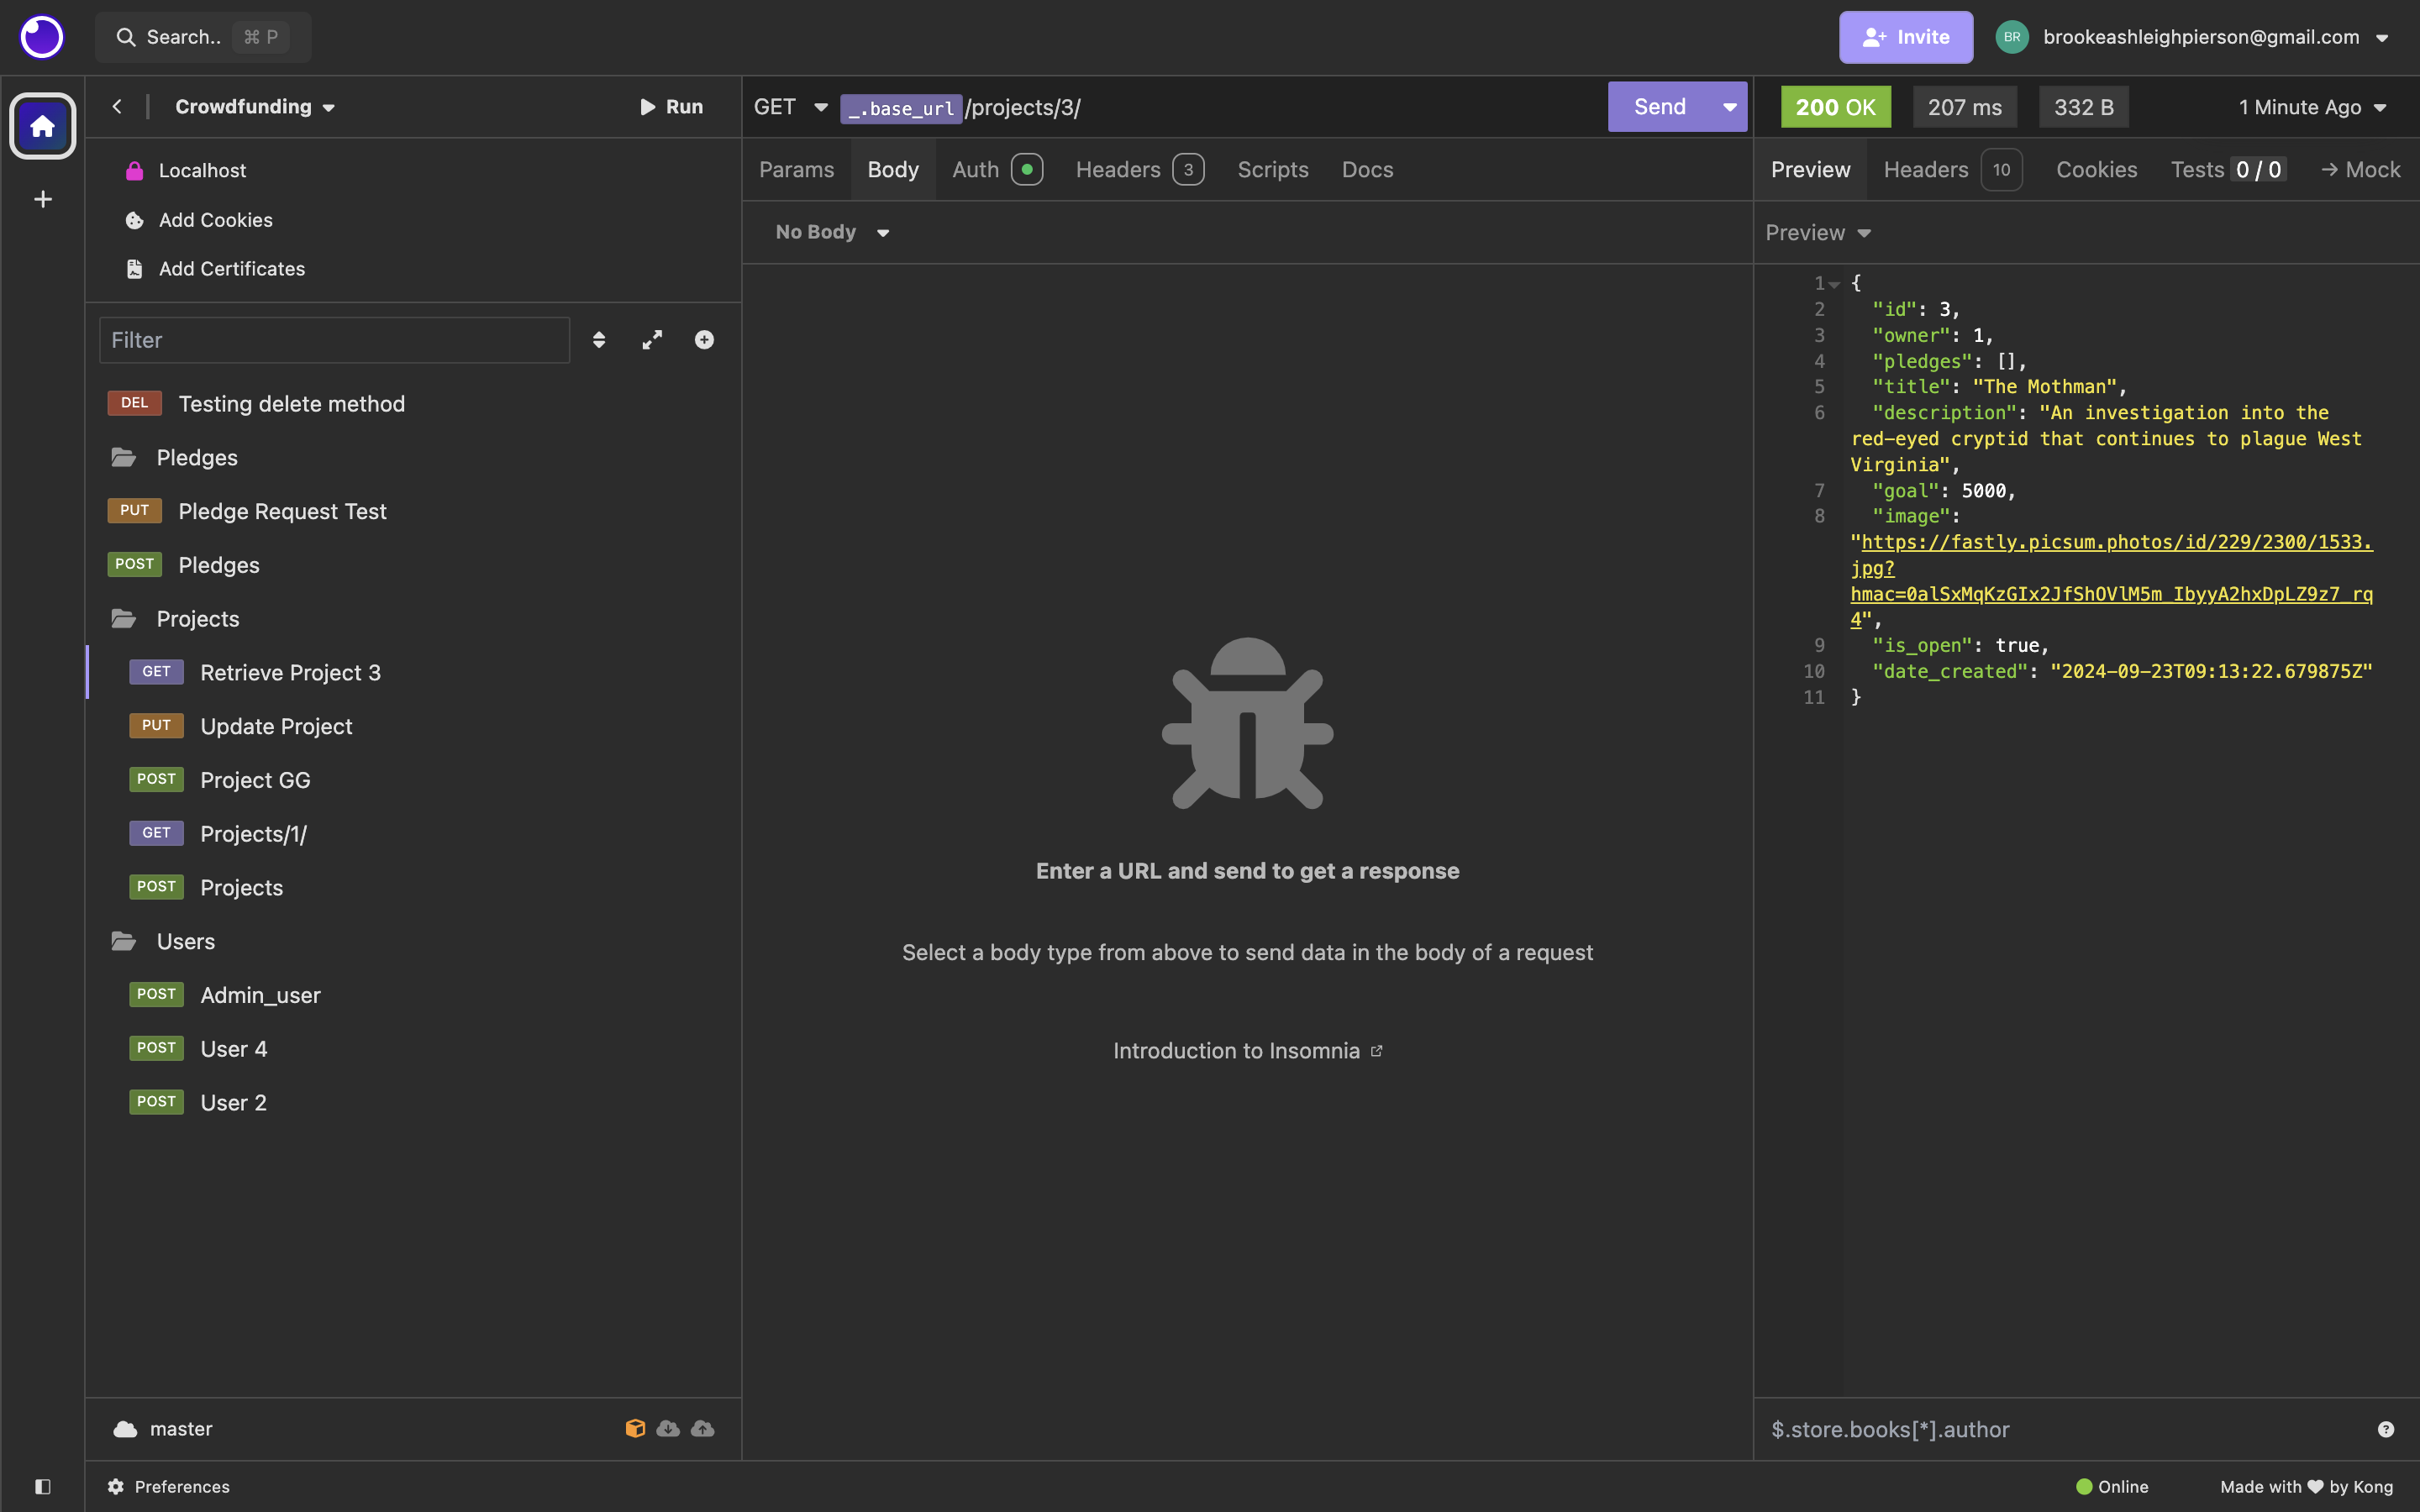 Search.. ⌘ P
Invite
BR
brookeashleighpierson@gmail.com
Crowdfunding
Run
Localhost
Add Cookies
Add Certificates
Filter
DEL Testing delete method
Pledges
PUT Pledge Request Test
POST Pledges
Projects
GET Retrieve Project 3
PUT Update Project
POST Project GG
GET Projects/1/
POST Projects
Users
POST Admin_user
POST User 4
POST User 2
master
Preferences
GET _.base_url /projects/3/
Send
Params Body Auth Headers 3 Scripts Docs
No Body
Enter a URL and send to get a response
Select a body type from above to send data in the body of a request
Introduction to Insomnia
200 OK 207 ms 332 B 1 Minute Ago
Preview Headers 10 Cookies Tests 0 / 0 → Mock
Preview
1 {
2 "id": 3,
3 "owner": 1,
4 "pledges": [],
5 "title": "The Mothman",
6 "description": "An investigation into the
red-eyed cryptid that continues to plague West
Virginia",
7 "goal": 5000,
8 "image":
"https://fastly.picsum.photos/id/229/2300/1533.
jpg?
hmac=0alSxMqKzGIx2JfShOVlM5m_IbyyA2hxDpLZ9z7_rq
4",
9 "is_open": true,
10 "date_created": "2024-09-23T09:13:22.679875Z"
11 }
$.store.books[*].author
Online
Made with ♥ by Kong